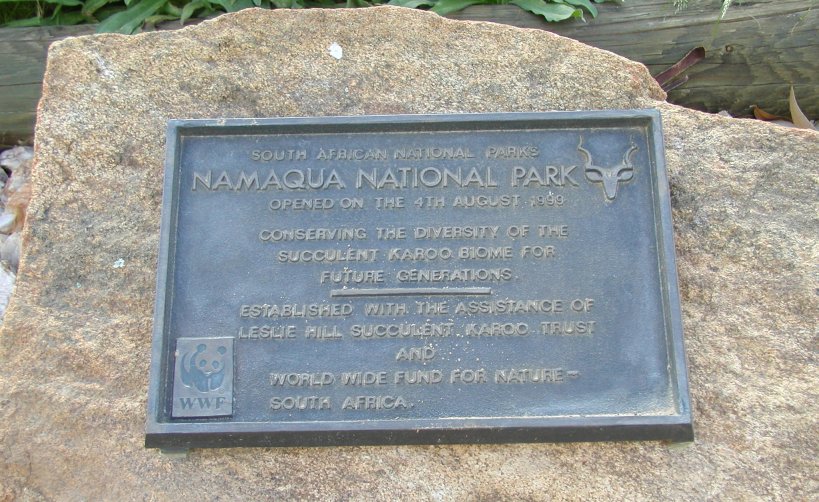 SOUTH AFRICAN NATIONAL PARKS
NAMAQUA NATIONAL PARK
OPENED ON THE 4TH AUGUST 1999
CONSERVING THE DIVERSITY OF THE
SUCCULENT KAROO BIOME FOR
FUTURE GENERATIONS.
ESTABLISHED WITH THE ASSISTANCE OF
LESLIE HILL SUCCULENT KAROO TRUST
AND
WORLD WIDE FUND FOR NATURE -
SOUTH AFRICA.
WWF